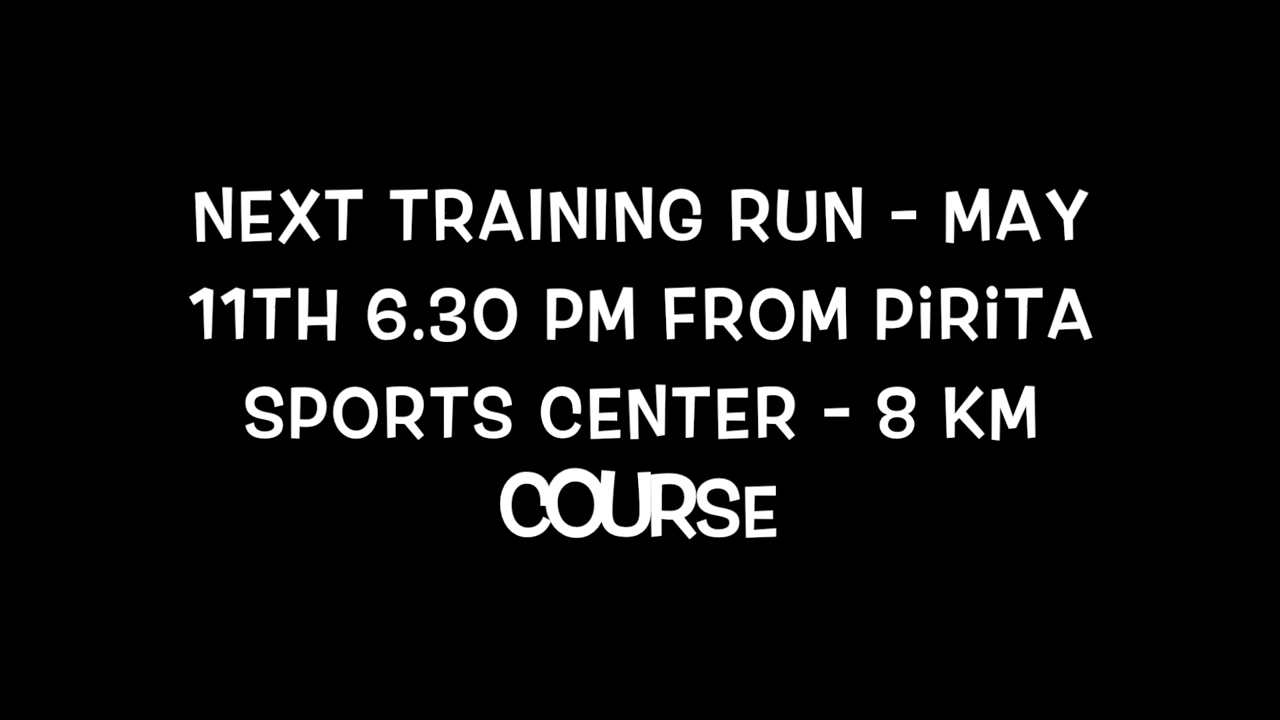 NEXT TRAINING RUN - MAY
11TH 6.30 PM FROM PiRiTA
SPORTS CENTER - 8 KM
COURSE